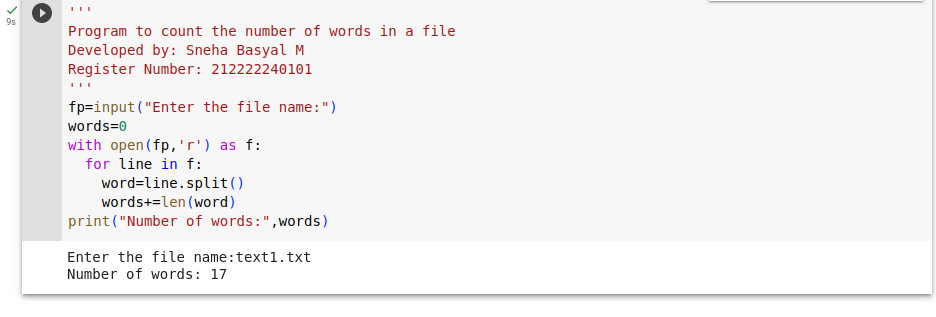 9s
'''
Program to count the number of words in a file
Developed by: Sneha Basyal M
Register Number: 212222240101
'''
fp=input("Enter the file name:")
words=0
with open(fp,'r') as f:
  for line in f:
    word=line.split()
    words+=len(word)
print("Number of words:",words)
Enter the file name:text1.txt
Number of words: 17